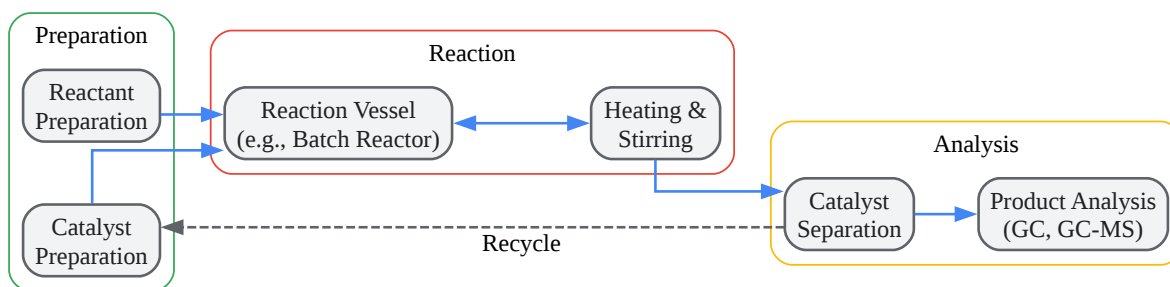 Preparation
Reactant
Preparation
Catalyst
Preparation
Reaction
Reaction Vessel
(e.g., Batch Reactor)
Heating &
Stirring
Recycle
Analysis
Catalyst
Separation
Product Analysis
(GC, GC-MS)